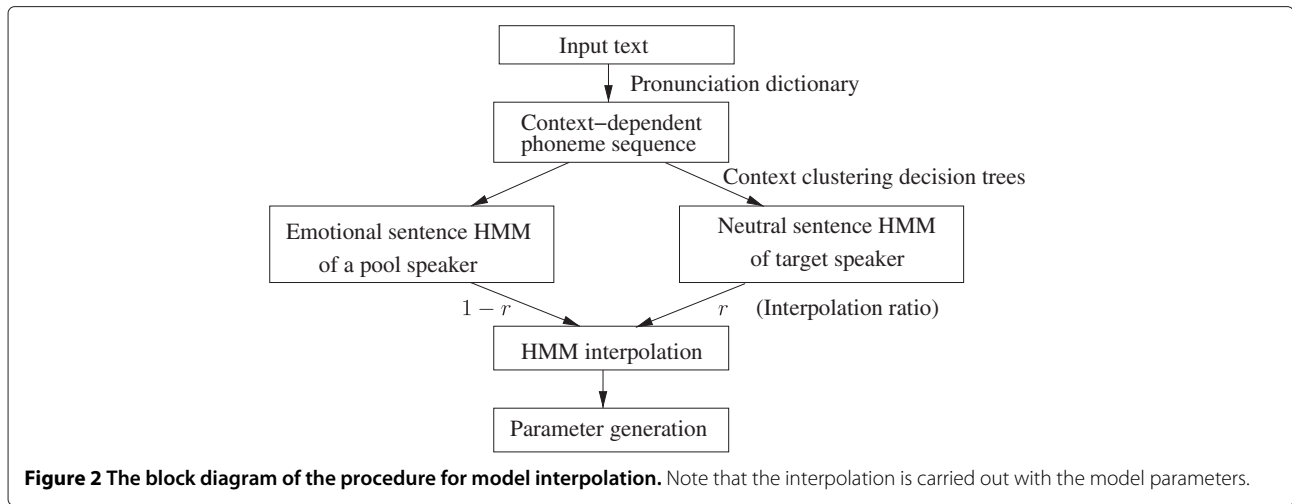 Input text
Pronunciation dictionary
Context-dependent
phoneme sequence
Context clustering decision trees
Emotional sentence HMM
of a pool speaker
Neutral sentence HMM
of target speaker
1 − r
r (Interpolation ratio)
HMM interpolation
Parameter generation
Figure 2 The block diagram of the procedure for model interpolation. Note that the interpolation is carried out with the model parameters.